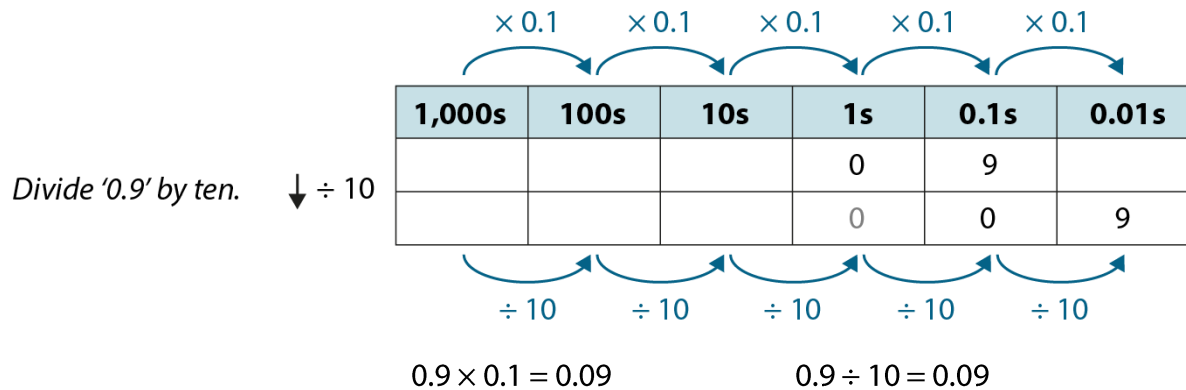 × 0.1 × 0.1 × 0.1 × 0.1 × 0.1
1,000s 100s 10s 1s 0.1s 0.01s
0 9
Divide ‘0.9’ by ten. ↓ ÷ 10
0 0 9
÷ 10 ÷ 10 ÷ 10 ÷ 10 ÷ 10
0.9 × 0.1 = 0.09 0.9 ÷ 10 = 0.09